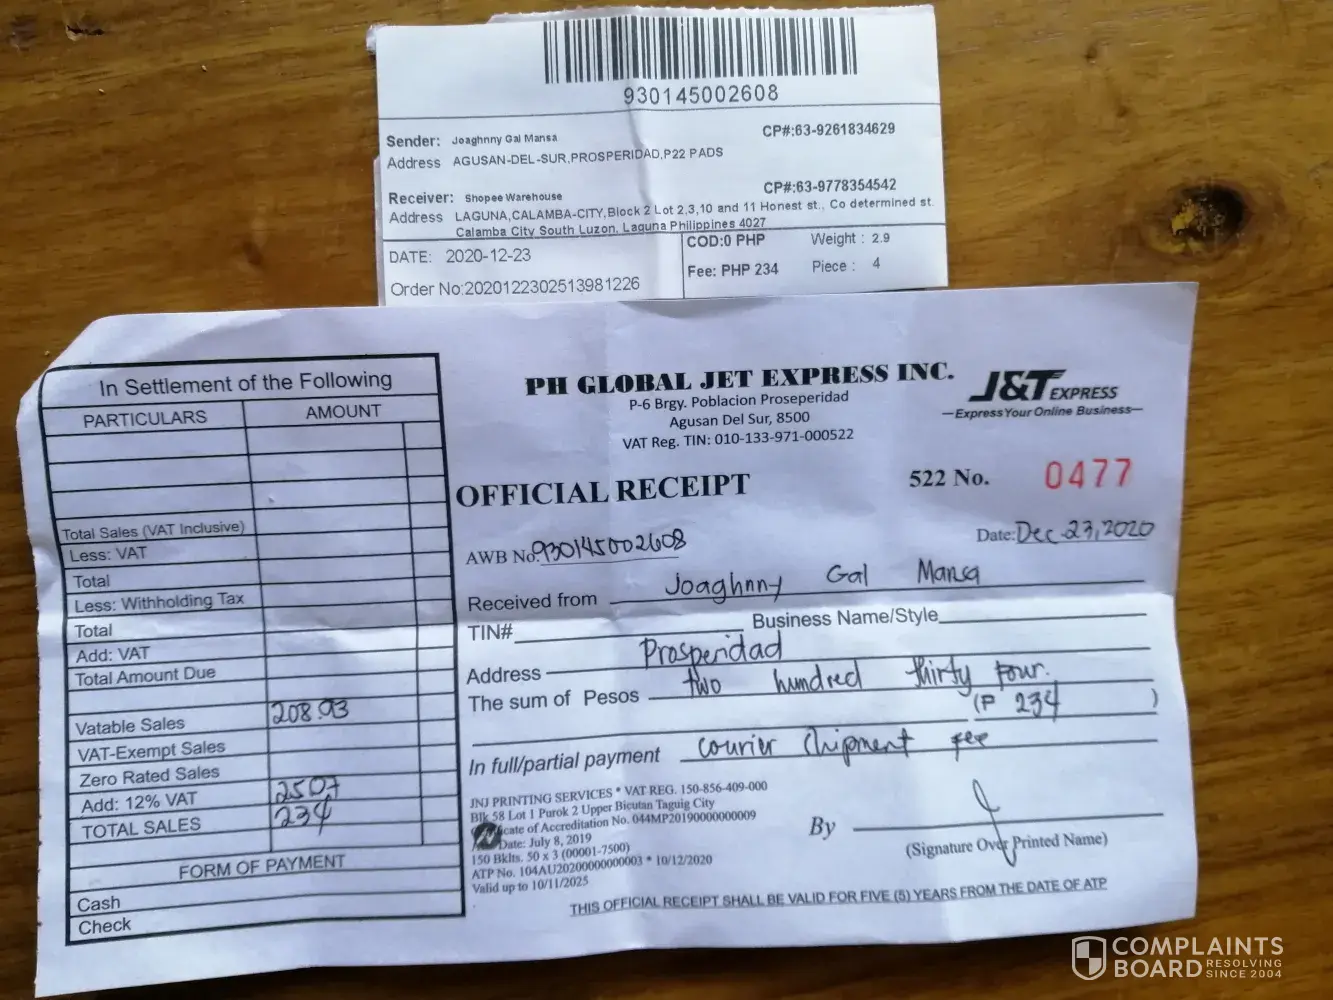 930145002608
Sender: Joaghnny Gal Mansa CP#:63-9261834629
Address AGUSAN-DEL-SUR,PROSPERIDAD,P22 PADS
Receiver: Shopee Warehouse CP#:63-9778354542
Address LAGUNA,CALAMBA-CITY,Block 2 Lot 2,3,10 and 11 Honest st., Co determined st.
Calamba City South Luzon, Laguna Philippines 4027
DATE: 2020-12-23 COD:0 PHP Weight : 2.9
Order No:2020122302513981226 Fee: PHP 234 Piece : 4
In Settlement of the Following
PARTICULARS AMOUNT
Total Sales (VAT Inclusive)
Less: VAT
Total
Less: Withholding Tax
Total
Add: VAT
Total Amount Due
Vatable Sales 208.93
VAT-Exempt Sales
Zero Rated Sales
Add: 12% VAT 2507
TOTAL SALES 234
FORM OF PAYMENT
Cash
Check
PH GLOBAL JET EXPRESS INC.
P-6 Brgy. Poblacion Proseperidad
Agusan Del Sur, 8500
VAT Reg. TIN: 010-133-971-000522
J&T EXPRESS
Express Your Online Business
OFFICIAL RECEIPT 522 No. 0477
AWB No. 930145002608 Date: Dec. 23, 2020
Received from Joaghnny Gal Mansa
TIN# Business Name/Style
Address Prosperidad
The sum of Pesos two hundred thirty four.
(P 234 )
In full/partial payment courier shipment fee
JNJ PRINTING SERVICES * VAT REG. 150-856-409-000
Blk 58 Lot 1 Purok 2 Upper Bicutan Taguig City
cate of Accreditation No. 044MP20190000000009
Date: July 8, 2019
150 Bklts. 50 x 3 (00001-7500)
ATP No. 104AU20200000000003 * 10/12/2020
Valid up to 10/11/2025
By
(Signature Over Printed Name)
THIS OFFICIAL RECEIPT SHALL BE VALID FOR FIVE (5) YEARS FROM THE DATE OF ATP
COMPLAINTS
BOARD RESOLVING SINCE 2004